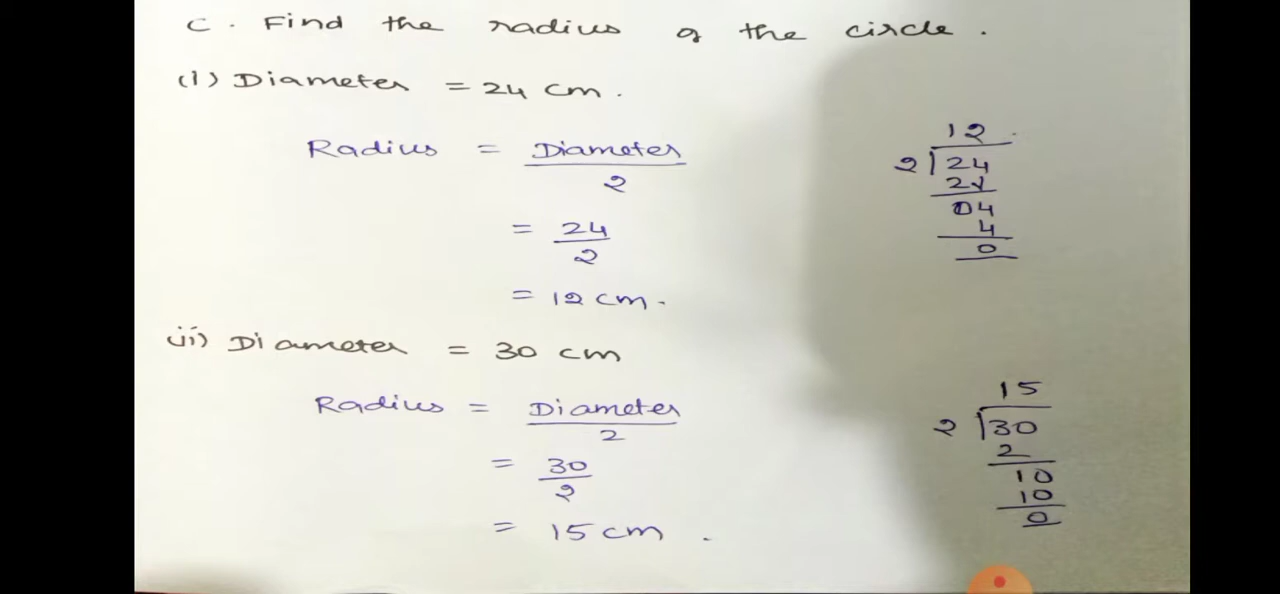 C. Find the radius of the circle.
(i) Diameter = 24 cm.
Radius = Diameter / 2
= 24 / 2
= 12 cm.
12
2 | 24
2
04
4
0
ii) Diameter = 30 cm
Radius = Diameter / 2
= 30 / 2
= 15 cm.
15
2 | 30
2
10
10
0